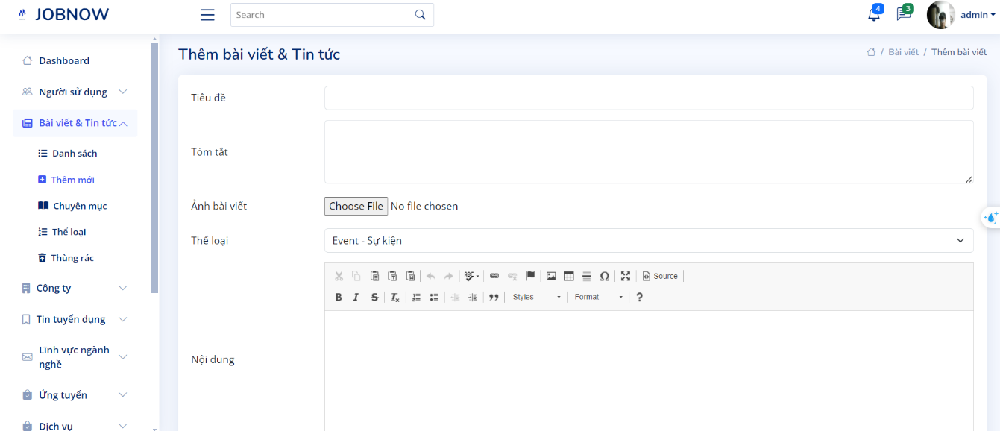 JOBNOW
Search
4
3
admin
Dashboard
Người sử dụng
Bài viết & Tin tức
Danh sách
Thêm mới
Chuyên mục
Thể loại
Thùng rác
Công ty
Tin tuyển dụng
Lĩnh vực ngành
nghề
Ứng tuyển
Dịch vụ
Thêm bài viết & Tin tức
/ Bài viết / Thêm bài viết
Tiêu đề
Tóm tắt
Ảnh bài viết
Choose File No file chosen
Thể loại
Event - Sự kiện
ABC
Source
B I S Ix
Styles
Format
?
Nội dung